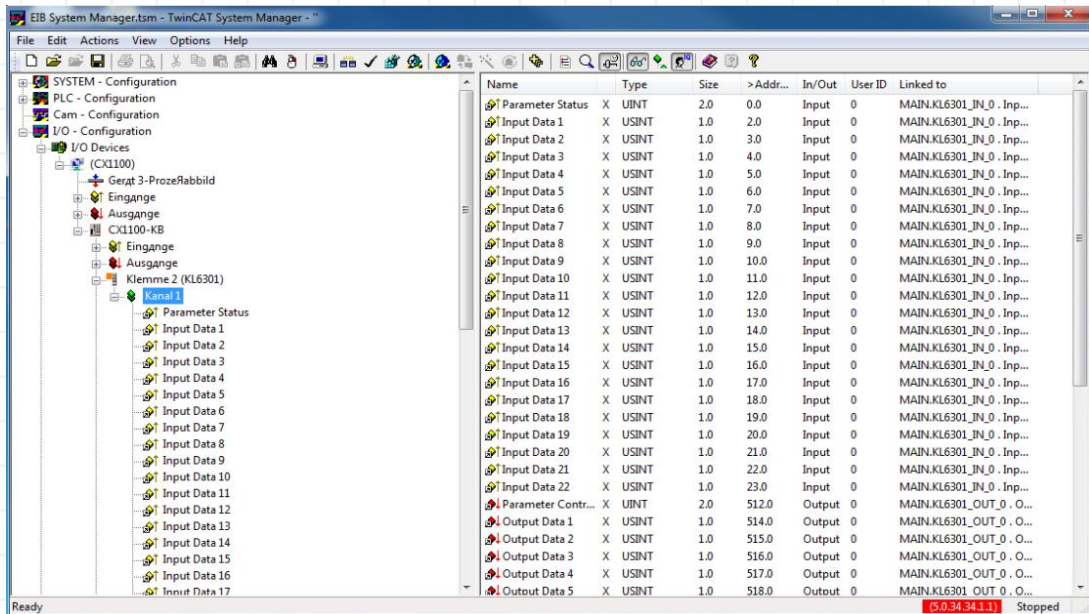 EIB System Manager.tsm - TwinCAT System Manager - ''
File Edit Actions View Options Help
SYSTEM - Configuration
PLC - Configuration
Cam - Configuration
I/O - Configuration
I/O Devices
(CX1100)
Gerдt 3-ProzeЯabbild
Eingдnge
Ausgдnge
CX1100-KB
Eingдnge
Ausgдnge
Klemme 2 (KL6301)
Kanal 1
Parameter Status
Input Data 1
Input Data 2
Input Data 3
Input Data 4
Input Data 5
Input Data 6
Input Data 7
Input Data 8
Input Data 9
Input Data 10
Input Data 11
Input Data 12
Input Data 13
Input Data 14
Input Data 15
Input Data 16
Input Data 17
Name Type Size >Addr... In/Out User ID Linked to
Parameter Status X UINT 2.0 0.0 Input 0 MAIN.KL6301_IN_0 . Inp...
Input Data 1 X USINT 1.0 2.0 Input 0 MAIN.KL6301_IN_0 . Inp...
Input Data 2 X USINT 1.0 3.0 Input 0 MAIN.KL6301_IN_0 . Inp...
Input Data 3 X USINT 1.0 4.0 Input 0 MAIN.KL6301_IN_0 . Inp...
Input Data 4 X USINT 1.0 5.0 Input 0 MAIN.KL6301_IN_0 . Inp...
Input Data 5 X USINT 1.0 6.0 Input 0 MAIN.KL6301_IN_0 . Inp...
Input Data 6 X USINT 1.0 7.0 Input 0 MAIN.KL6301_IN_0 . Inp...
Input Data 7 X USINT 1.0 8.0 Input 0 MAIN.KL6301_IN_0 . Inp...
Input Data 8 X USINT 1.0 9.0 Input 0 MAIN.KL6301_IN_0 . Inp...
Input Data 9 X USINT 1.0 10.0 Input 0 MAIN.KL6301_IN_0 . Inp...
Input Data 10 X USINT 1.0 11.0 Input 0 MAIN.KL6301_IN_0 . Inp...
Input Data 11 X USINT 1.0 12.0 Input 0 MAIN.KL6301_IN_0 . Inp...
Input Data 12 X USINT 1.0 13.0 Input 0 MAIN.KL6301_IN_0 . Inp...
Input Data 13 X USINT 1.0 14.0 Input 0 MAIN.KL6301_IN_0 . Inp...
Input Data 14 X USINT 1.0 15.0 Input 0 MAIN.KL6301_IN_0 . Inp...
Input Data 15 X USINT 1.0 16.0 Input 0 MAIN.KL6301_IN_0 . Inp...
Input Data 16 X USINT 1.0 17.0 Input 0 MAIN.KL6301_IN_0 . Inp...
Input Data 17 X USINT 1.0 18.0 Input 0 MAIN.KL6301_IN_0 . Inp...
Input Data 18 X USINT 1.0 19.0 Input 0 MAIN.KL6301_IN_0 . Inp...
Input Data 19 X USINT 1.0 20.0 Input 0 MAIN.KL6301_IN_0 . Inp...
Input Data 20 X USINT 1.0 21.0 Input 0 MAIN.KL6301_IN_0 . Inp...
Input Data 21 X USINT 1.0 22.0 Input 0 MAIN.KL6301_IN_0 . Inp...
Input Data 22 X USINT 1.0 23.0 Input 0 MAIN.KL6301_IN_0 . Inp...
Parameter Contr... X UINT 2.0 512.0 Output 0 MAIN.KL6301_OUT_0 . O...
Output Data 1 X USINT 1.0 514.0 Output 0 MAIN.KL6301_OUT_0 . O...
Output Data 2 X USINT 1.0 515.0 Output 0 MAIN.KL6301_OUT_0 . O...
Output Data 3 X USINT 1.0 516.0 Output 0 MAIN.KL6301_OUT_0 . O...
Output Data 4 X USINT 1.0 517.0 Output 0 MAIN.KL6301_OUT_0 . O...
Output Data 5 X USINT 1.0 518.0 Output 0 MAIN.KL6301_OUT_0 . O...
Ready (5.0.34.34.1.1) Stopped